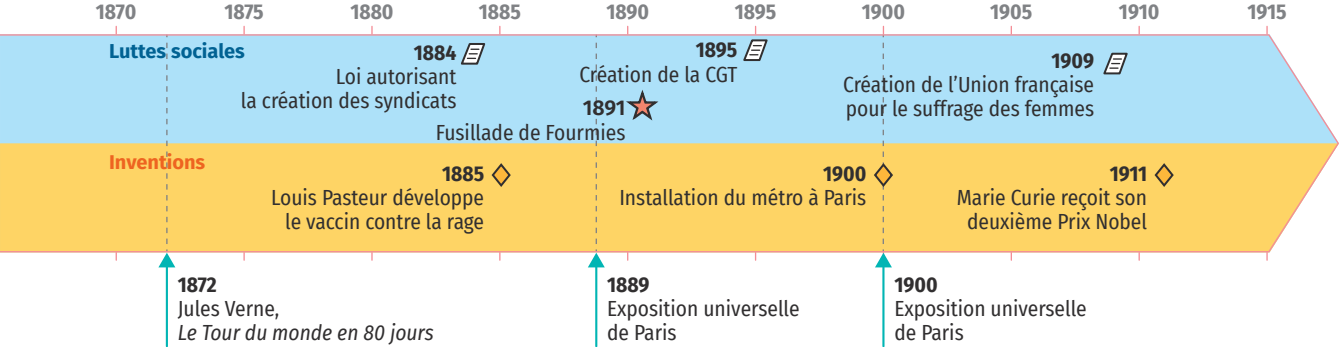 1870 1875 1880 1885 1890 1895 1900 1905 1910 1915
Luttes sociales
1884
Loi autorisant
la création des syndicats
1895
Création de la CGT
1891
Fusillade de Fourmies
1909
Création de l’Union française
pour le suffrage des femmes
Inventions
1885
Louis Pasteur développe
le vaccin contre la rage
1900
Installation du métro à Paris
1911
Marie Curie reçoit son
deuxième Prix Nobel
1872
Jules Verne,
Le Tour du monde en 80 jours
1889
Exposition universelle
de Paris
1900
Exposition universelle
de Paris